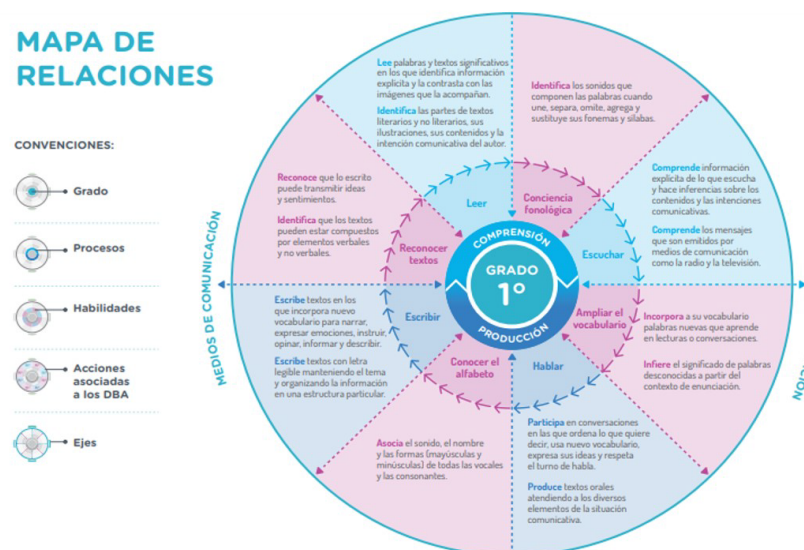 MAPA DE
RELACIONES
CONVENCIONES:
Grado
Procesos
Habilidades
Acciones
asociadas
a los DBA
Ejes
MEDIOS DE COMUNICACIÓN
Lee palabras y textos significativos
en los que identifica información
explícita y la contrasta con las
imágenes que la acompañan.
Identifica las partes de textos
literarios y no literarios, sus
ilustraciones, sus contenidos y la
intención comunicativa del autor.
Identifica los sonidos que
componen las palabras cuando
une, separa, omite, agrega y
sustituye sus fonemas y sílabas.
Reconoce que lo escrito
puede transmitir ideas
y sentimientos.
Identifica que los textos
pueden estar compuestos
por elementos verbales
y no verbales.
Comprende información
explícita de lo que escucha
y hace inferencias sobre los
contenidos y las intenciones
comunicativas.
Comprende los mensajes
que son emitidos por
medios de comunicación
como la radio y la televisión.
Leer
Conciencia
fonológica
Reconocer
textos
Escuchar
COMPRENSIÓN
GRADO
1º
PRODUCCIÓN
Escribir
Ampliar el
vocabulario
Conocer el
alfabeto
Hablar
Escribe textos en los
que incorpora nuevo
vocabulario para narrar,
expresar emociones, instruir,
opinar, informar y describir.
Escribe textos con letra
legible manteniendo el tema
y organizando la información
en una estructura particular.
Incorpora a su vocabulario
palabras nuevas que aprende
en lecturas o conversaciones.
Infiere el significado de palabras
desconocidas a partir del
contexto de enunciación.
Asocia el sonido, el nombre
y las formas (mayúsculas y
minúsculas) de todas las vocales
y las consonantes.
Participa en conversaciones
en las que ordena lo que quiere
decir, usa nuevo vocabulario,
expresa sus ideas y respeta
el turno de habla.
Produce textos orales
atendiendo a los diversos
elementos de la situación
comunicativa.